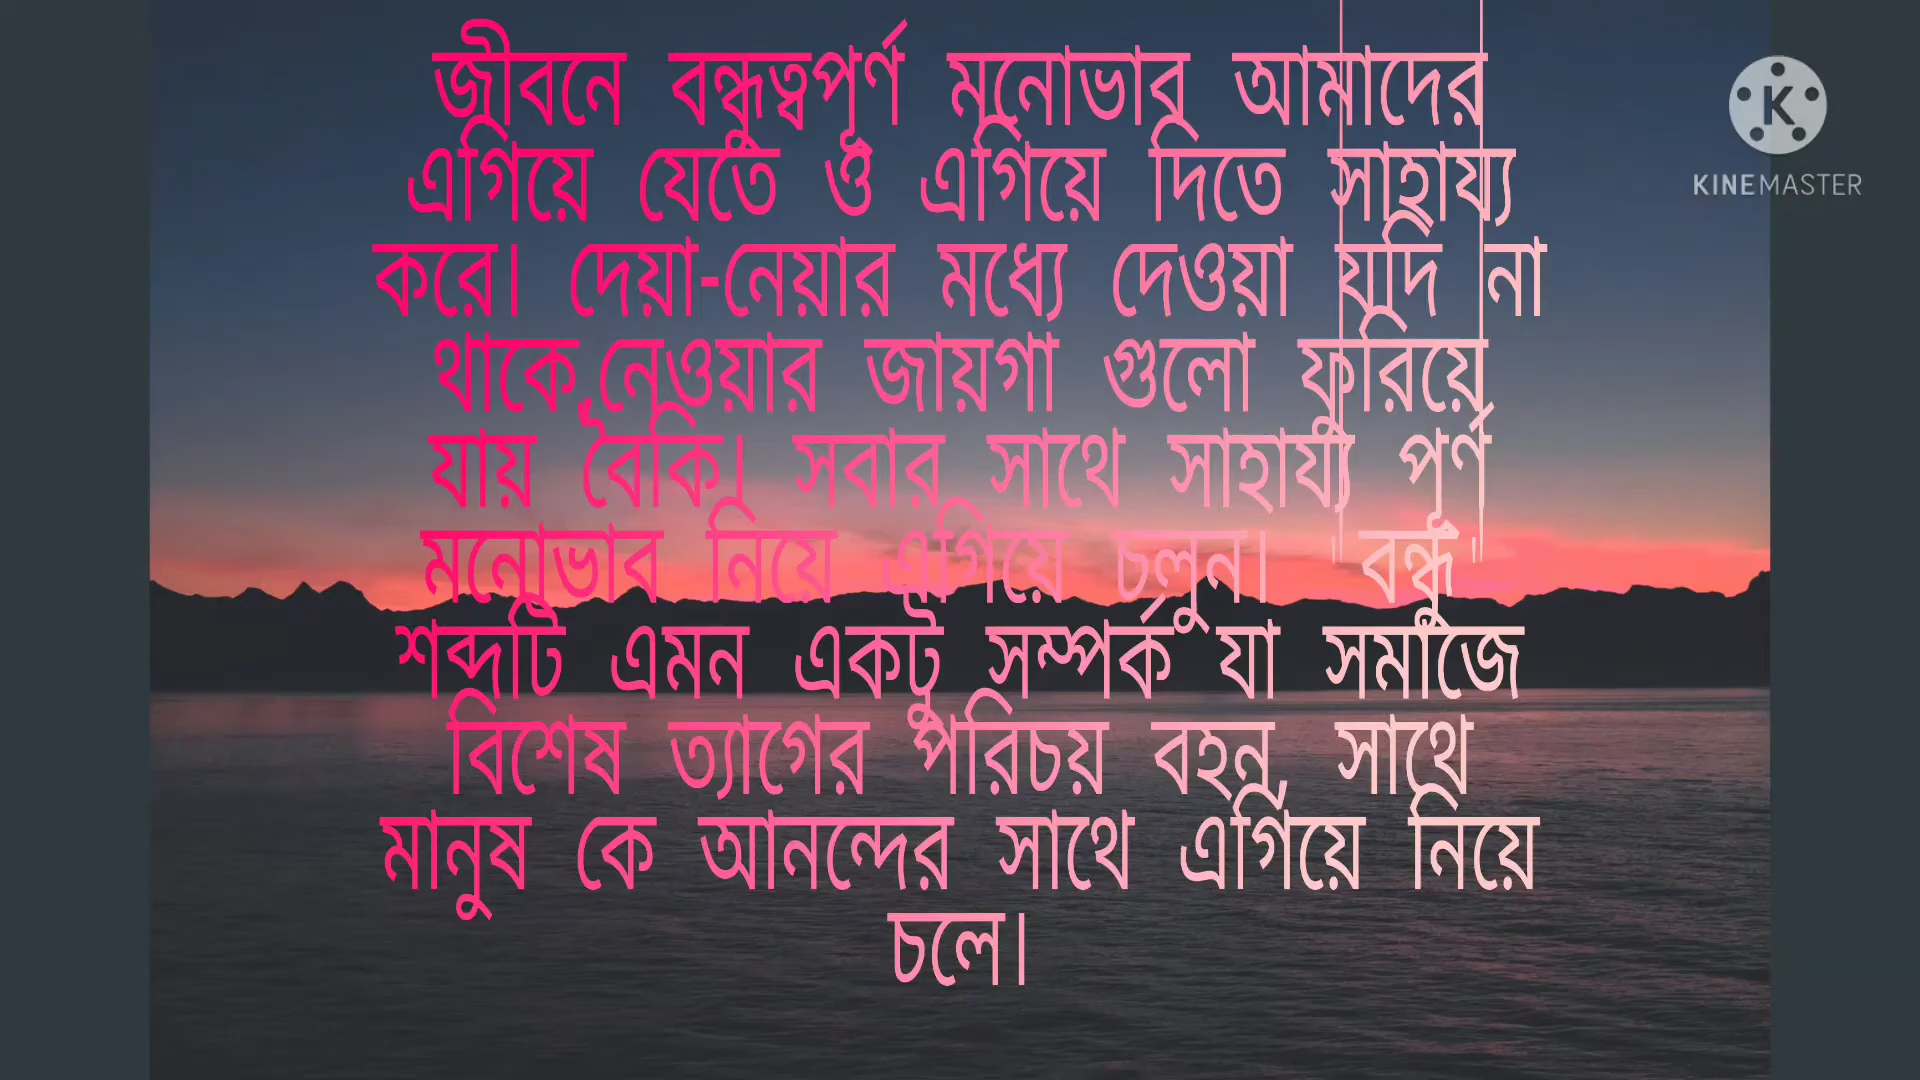 জীবনে বন্ধুত্বপূর্ণ মনোভাব আমাদের
এগিয়ে যেতে ও এগিয়ে দিতে সাহায্য
করে। দেয়া-নেয়ার মধ্যে দেওয়া যদি না
থাকে,নেওয়ার জায়গা গুলো ফুরিয়ে
যায় বৈকি। সবার সাথে সাহায্য পূর্ণ
মনোভাব নিয়ে এগিয়ে চলুন। "বন্ধু"
শব্দটি এমন একটু সম্পর্ক যা সমাজে
বিশেষ ত্যাগের পরিচয় বহন, সাথে
মানুষ কে আনন্দের সাথে এগিয়ে নিয়ে
চলে।
K
KINEMASTER